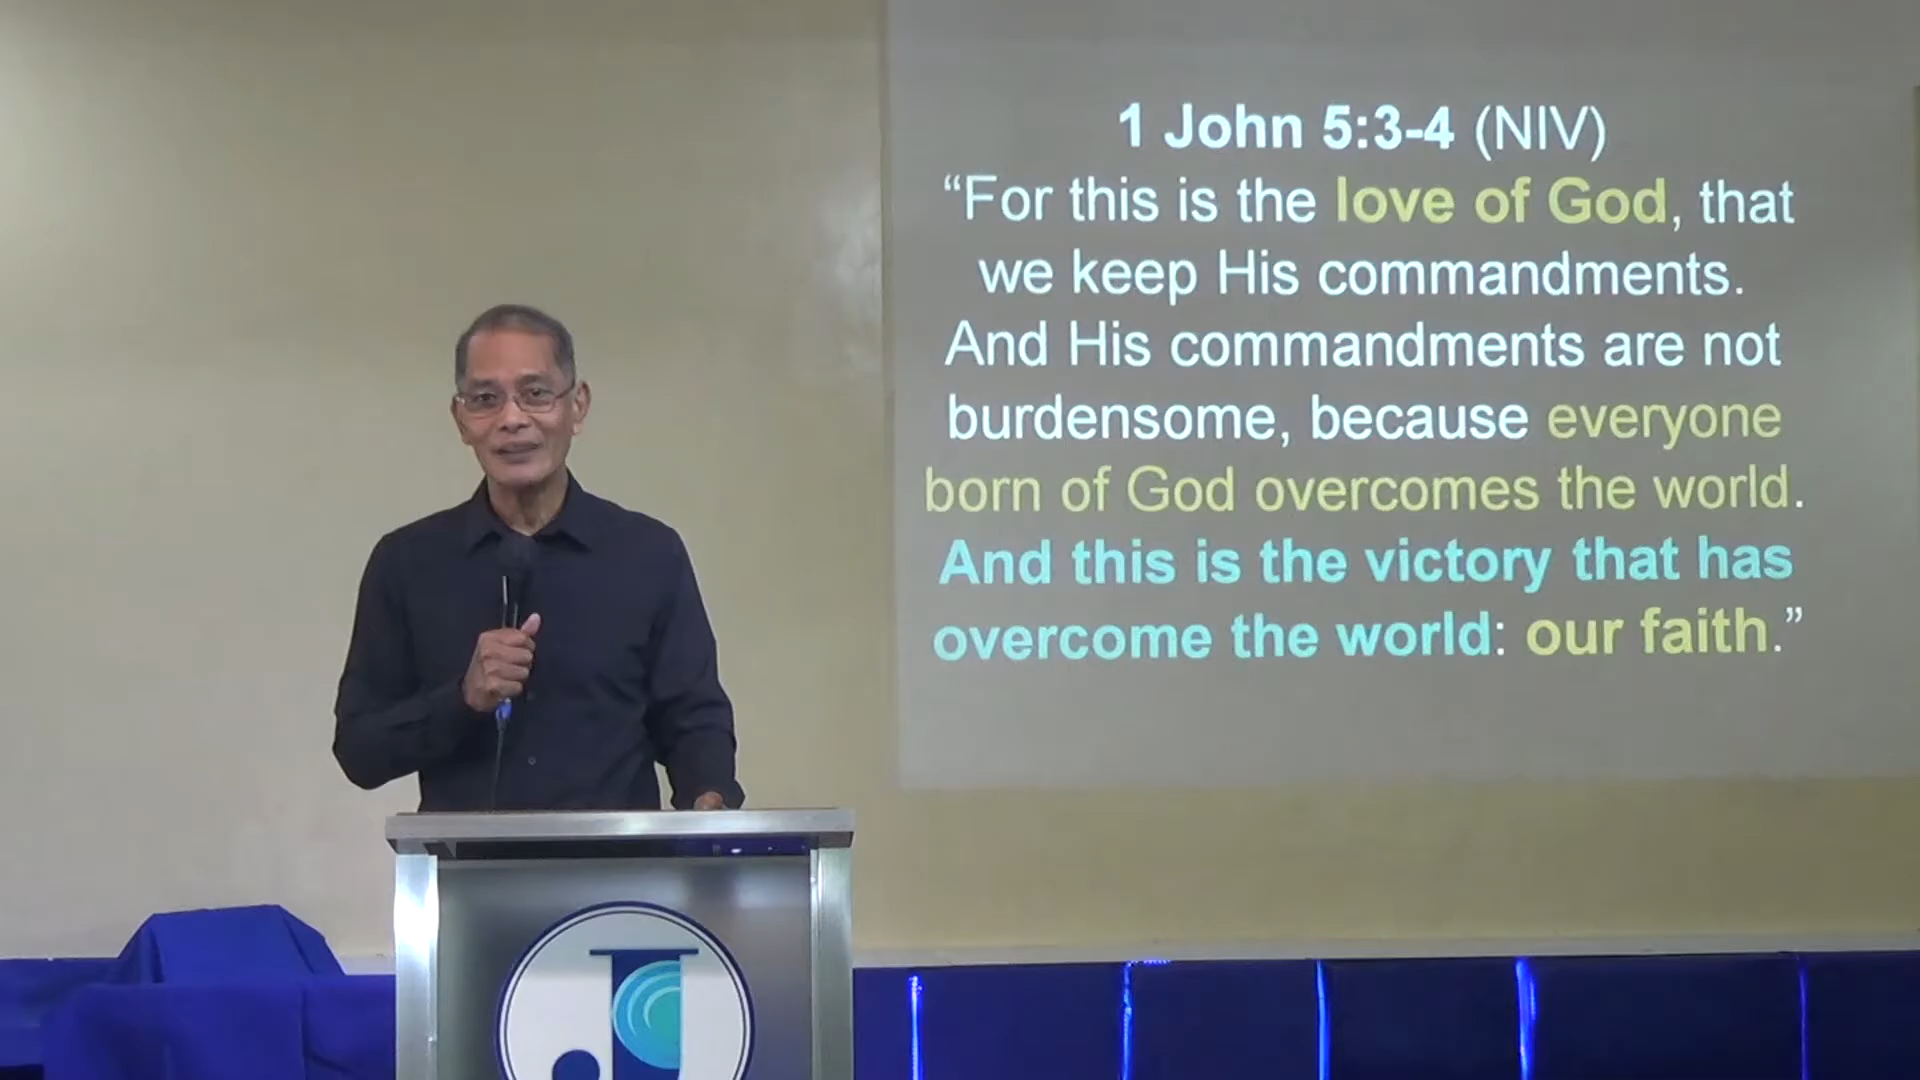 1 John 5:3-4 (NIV)
“For this is the love of God, that
we keep His commandments.
And His commandments are not
burdensome, because everyone
born of God overcomes the world.
And this is the victory that has
overcome the world: our faith.”